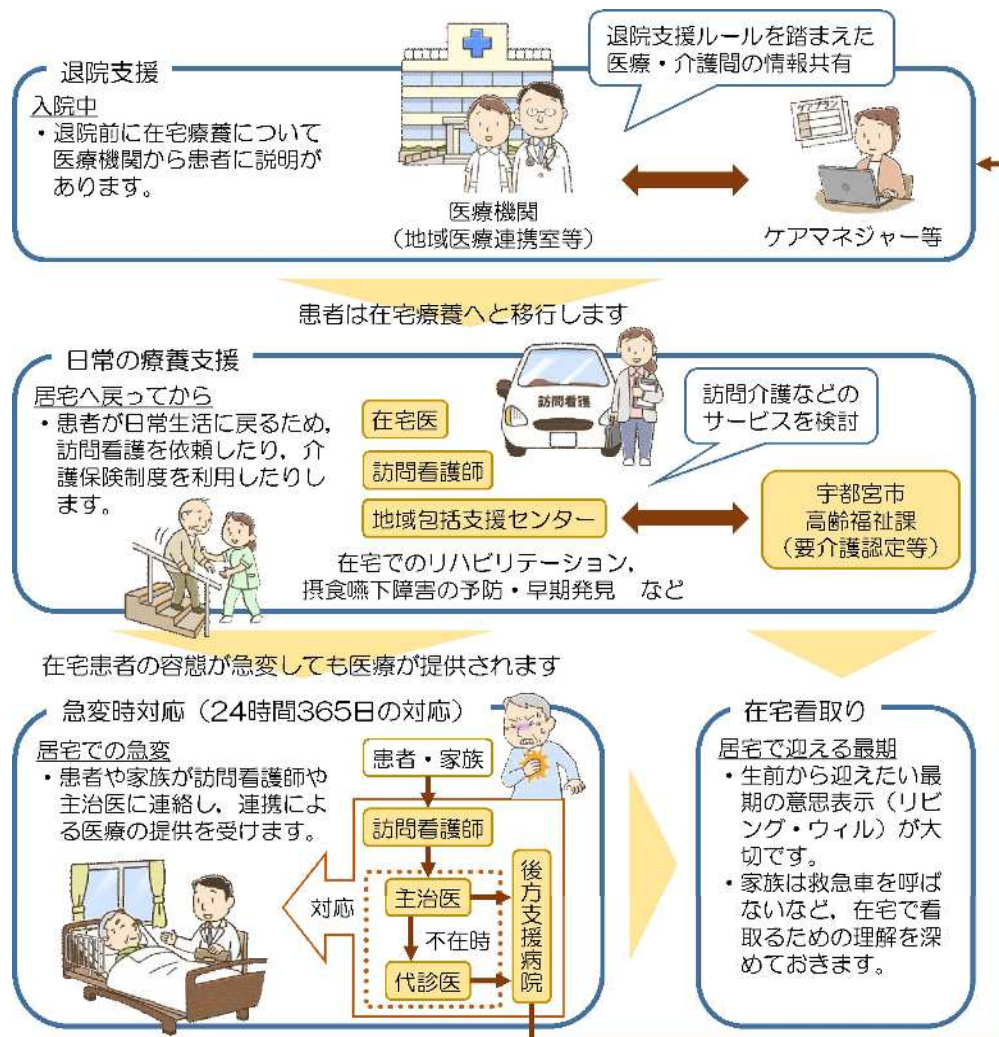 退院支援
入院中
・退院前に在宅療養について
医療機関から患者に説明が
あります。
退院支援ルールを踏まえた
医療・介護間の情報共有
ケアプラン
医療機関
（地域医療連携室等）
ケアマネジャー等
患者は在宅療養へと移行します
日常の療養支援
居宅へ戻ってから
・患者が日常生活に戻るため，
訪問看護を依頼したり，介
護保険制度を利用したりし
ます。
訪問看護
在宅医
訪問看護師
地域包括支援センター
訪問介護などの
サービスを検討
宇都宮市
高齢福祉課
（要介護認定等）
在宅でのリハビリテーション，
摂食嚥下障害の予防・早期発見　など
在宅患者の容態が急変しても医療が提供されます
急変時対応（24時間365日の対応）
居宅での急変
・患者や家族が訪問看護師や
主治医に連絡し，連携によ
る医療の提供を受けます。
患者・家族
訪問看護師
対応
主治医
不在時
代診医
後方支援病院
在宅看取り
居宅で迎える最期
・生前から迎えたい最
期の意思表示（リビ
ング・ウィル）が大
切です。
・家族は救急車を呼ば
ないなど，在宅で看
取るための理解を深
めておきます。